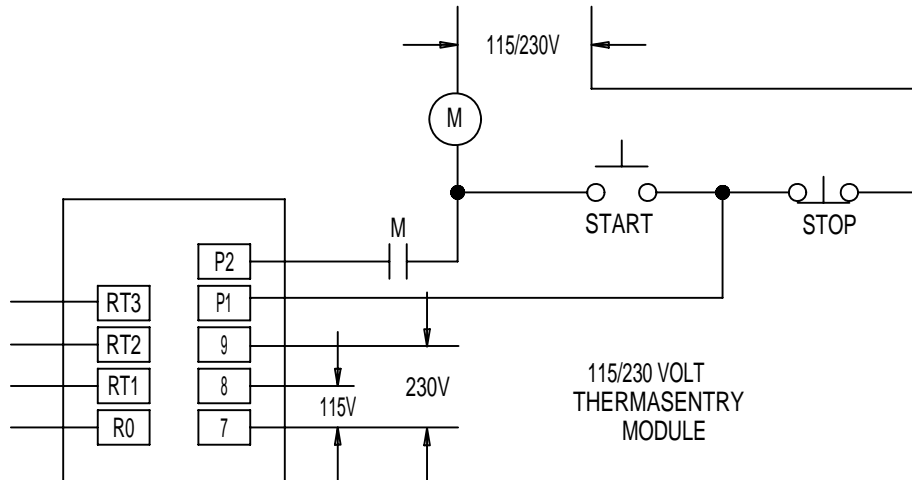 115/230V
M
START
STOP
M
P2
RT3
P1
RT2
9
RT1
8
R0
7
115V
230V
115/230 VOLT
THERMASENTRY
MODULE